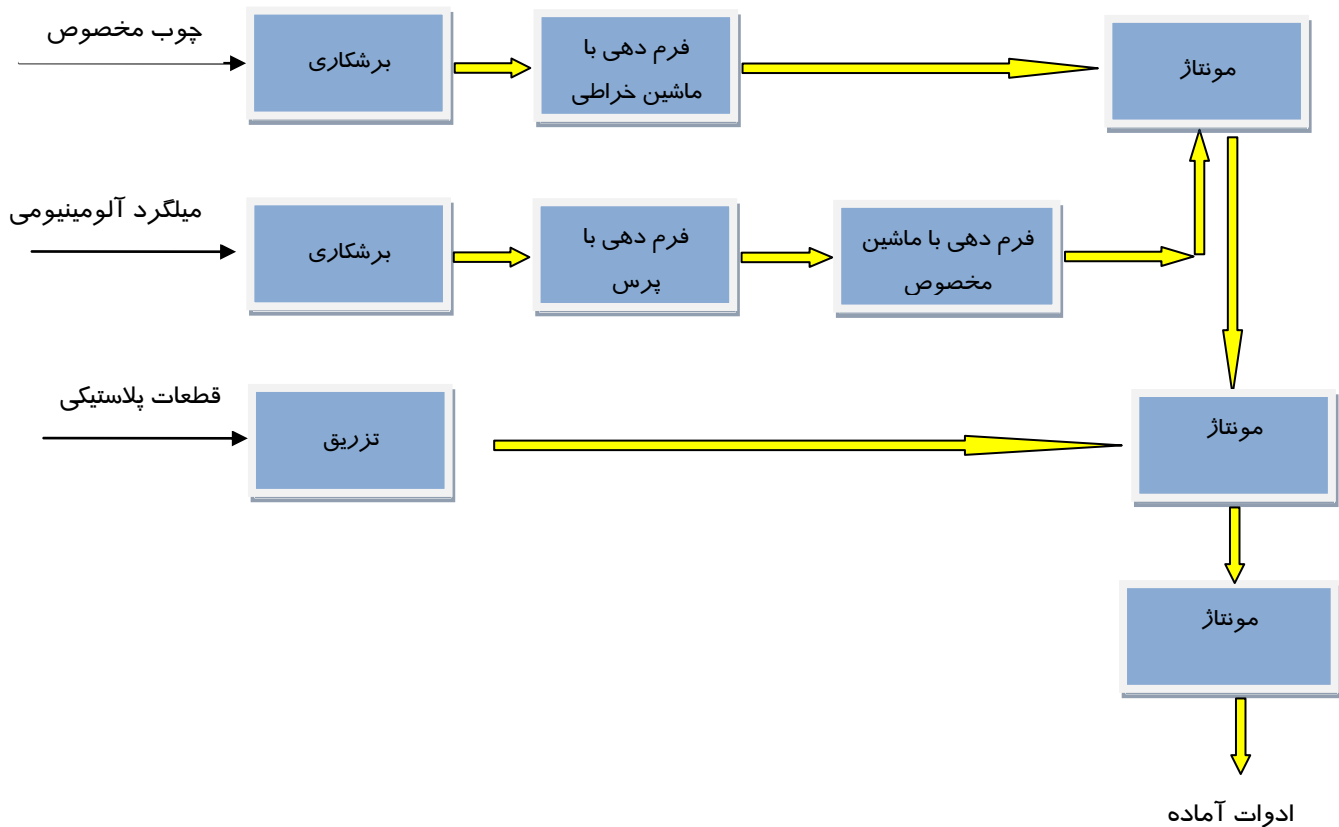 چوب مخصوص
برشکاری
فرم دهی با
ماشین خراطی
مونتاژ
میلگرد آلومینیومی
برشکاری
فرم دهی با
پرس
فرم دهی با ماشین
مخصوص
قطعات پلاستیکی
تزریق
مونتاژ
مونتاژ
ادوات آماده